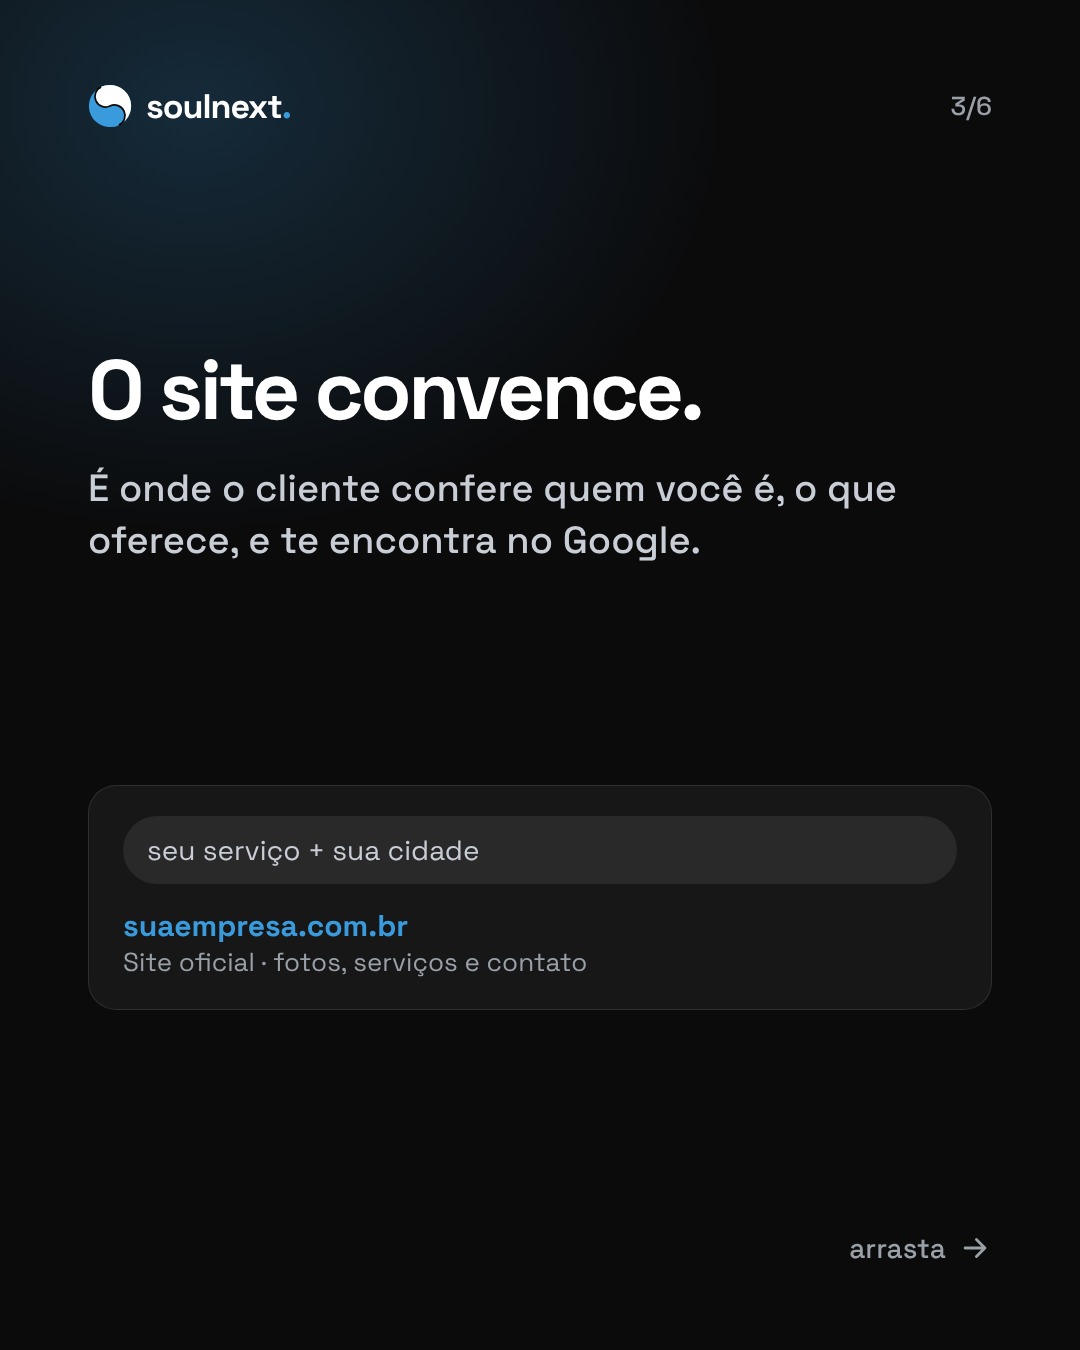 soulnext.
3/6
O site convence.
É onde o cliente confere quem você é, o que
oferece, e te encontra no Google.
seu serviço + sua cidade
suaempresa.com.br
Site oficial · fotos, serviços e contato
arrasta →